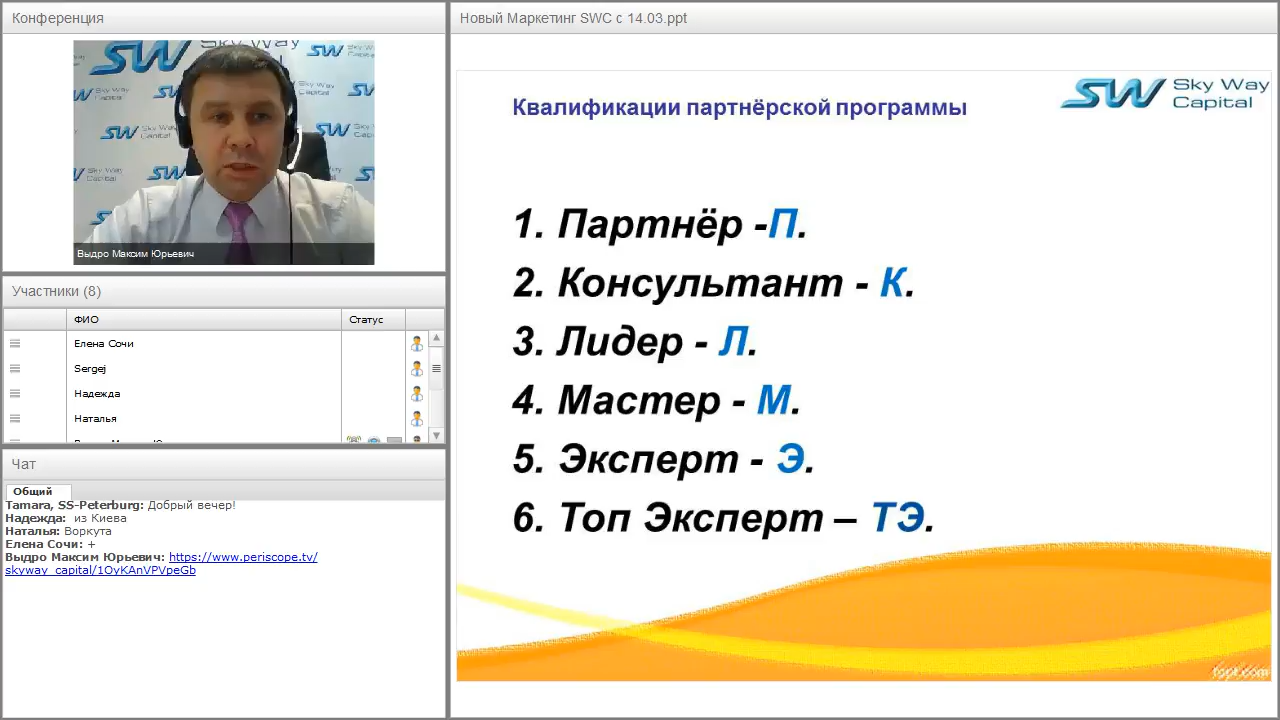 Конференция
Sky Way
Capital
Выдро Максим Юрьевич
Участники (8)
ФИО
Статус
Елена Сочи
Sergej
Надежда
Наталья
Чат
Общий
Tamara, SS-Peterburg: Добрый вечер!
Надежда: из Киева
Наталья: Воркута
Елена Сочи: +
Выдро Максим Юрьевич: https://www.periscope.tv/
skyway_capital/1OyKAnVPVpeGb
Новый Маркетинг SWC с 14.03.ppt
Квалификации партнёрской программы
SW Sky Way
Capital
1. Партнёр -П.
2. Консультант - К.
3. Лидер - Л.
4. Мастер - М.
5. Эксперт - Э.
6. Топ Эксперт – ТЭ.
fppt.com